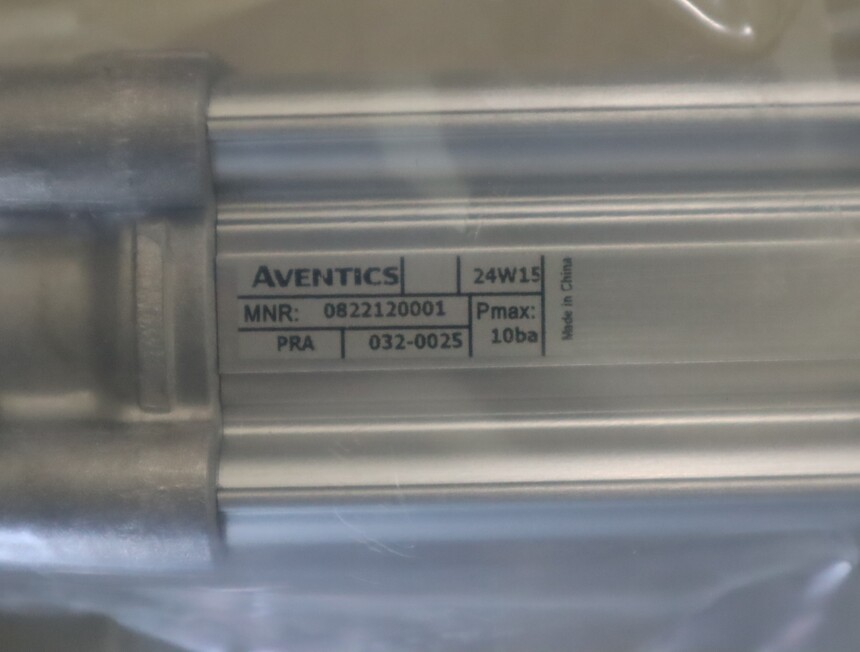 AVENTICS 24W15
MNR: 0822120001 Pmax:
PRA 032-0025 10ba
Made in China